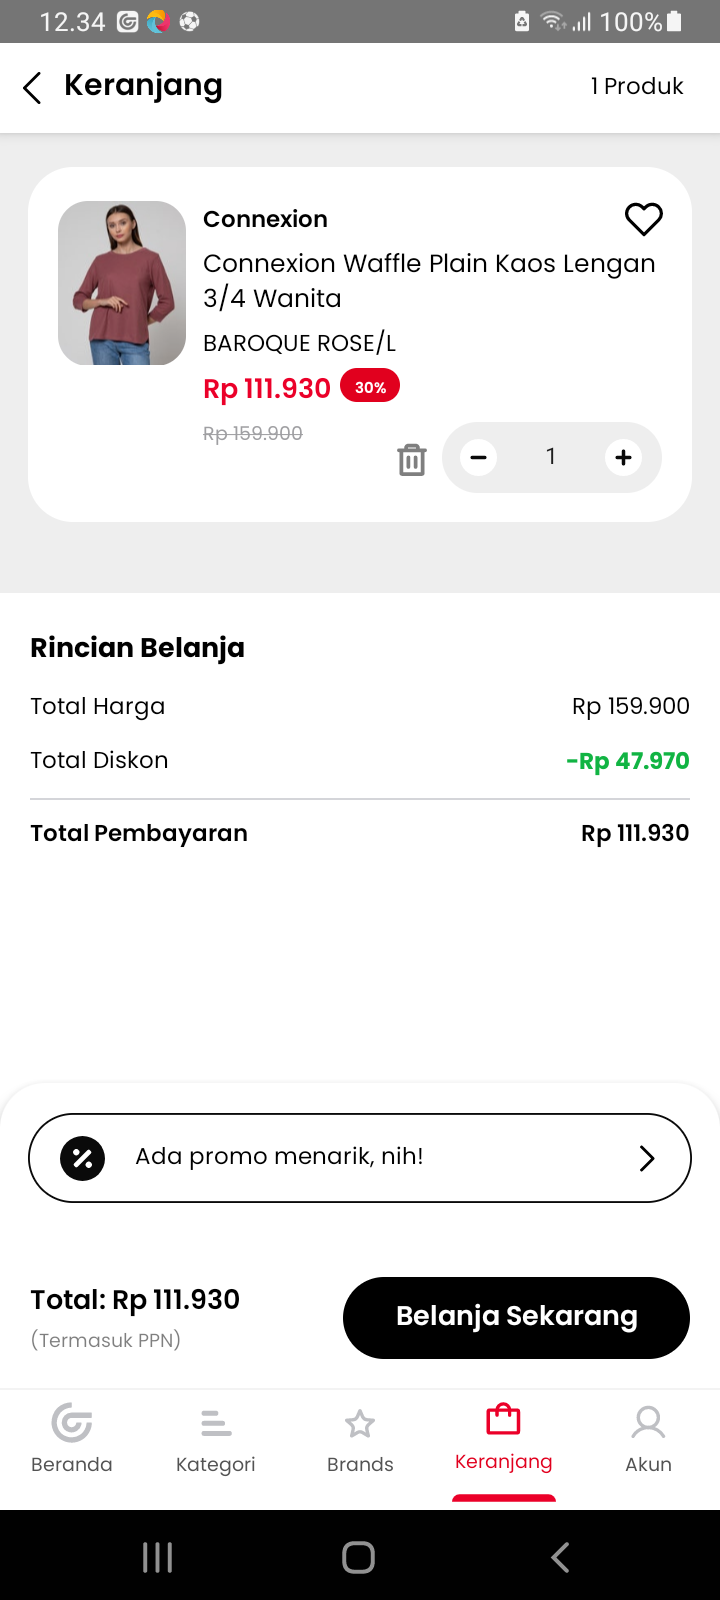 12.34
100%
Keranjang
1 Produk
Connexion
Connexion Waffle Plain Kaos Lengan
3/4 Wanita
BAROQUE ROSE/L
Rp 111.930 30%
Rp 159.900
1
Rincian Belanja
Total Harga Rp 159.900
Total Diskon -Rp 47.970
Total Pembayaran Rp 111.930
Ada promo menarik, nih!
Total: Rp 111.930
(Termasuk PPN)
Belanja Sekarang
Beranda Kategori Brands Keranjang Akun